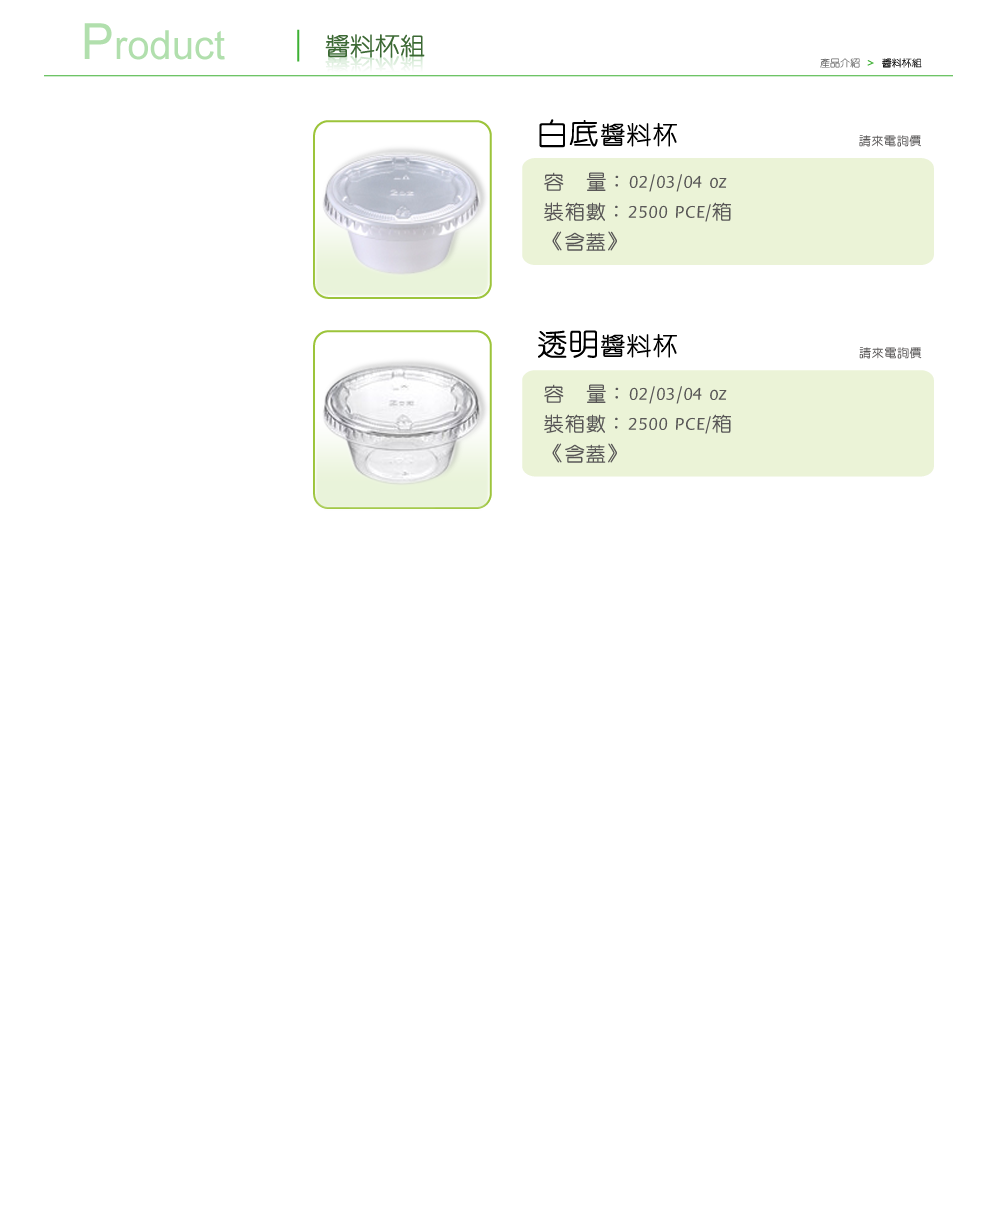 Product
醬料杯組
產品介紹 > 醬料杯組
白底醬料杯
請來電詢價
容　量：02/03/04 oz
裝箱數：2500 PCE/箱
《含蓋》
透明醬料杯
請來電詢價
容　量：02/03/04 oz
裝箱數：2500 PCE/箱
《含蓋》